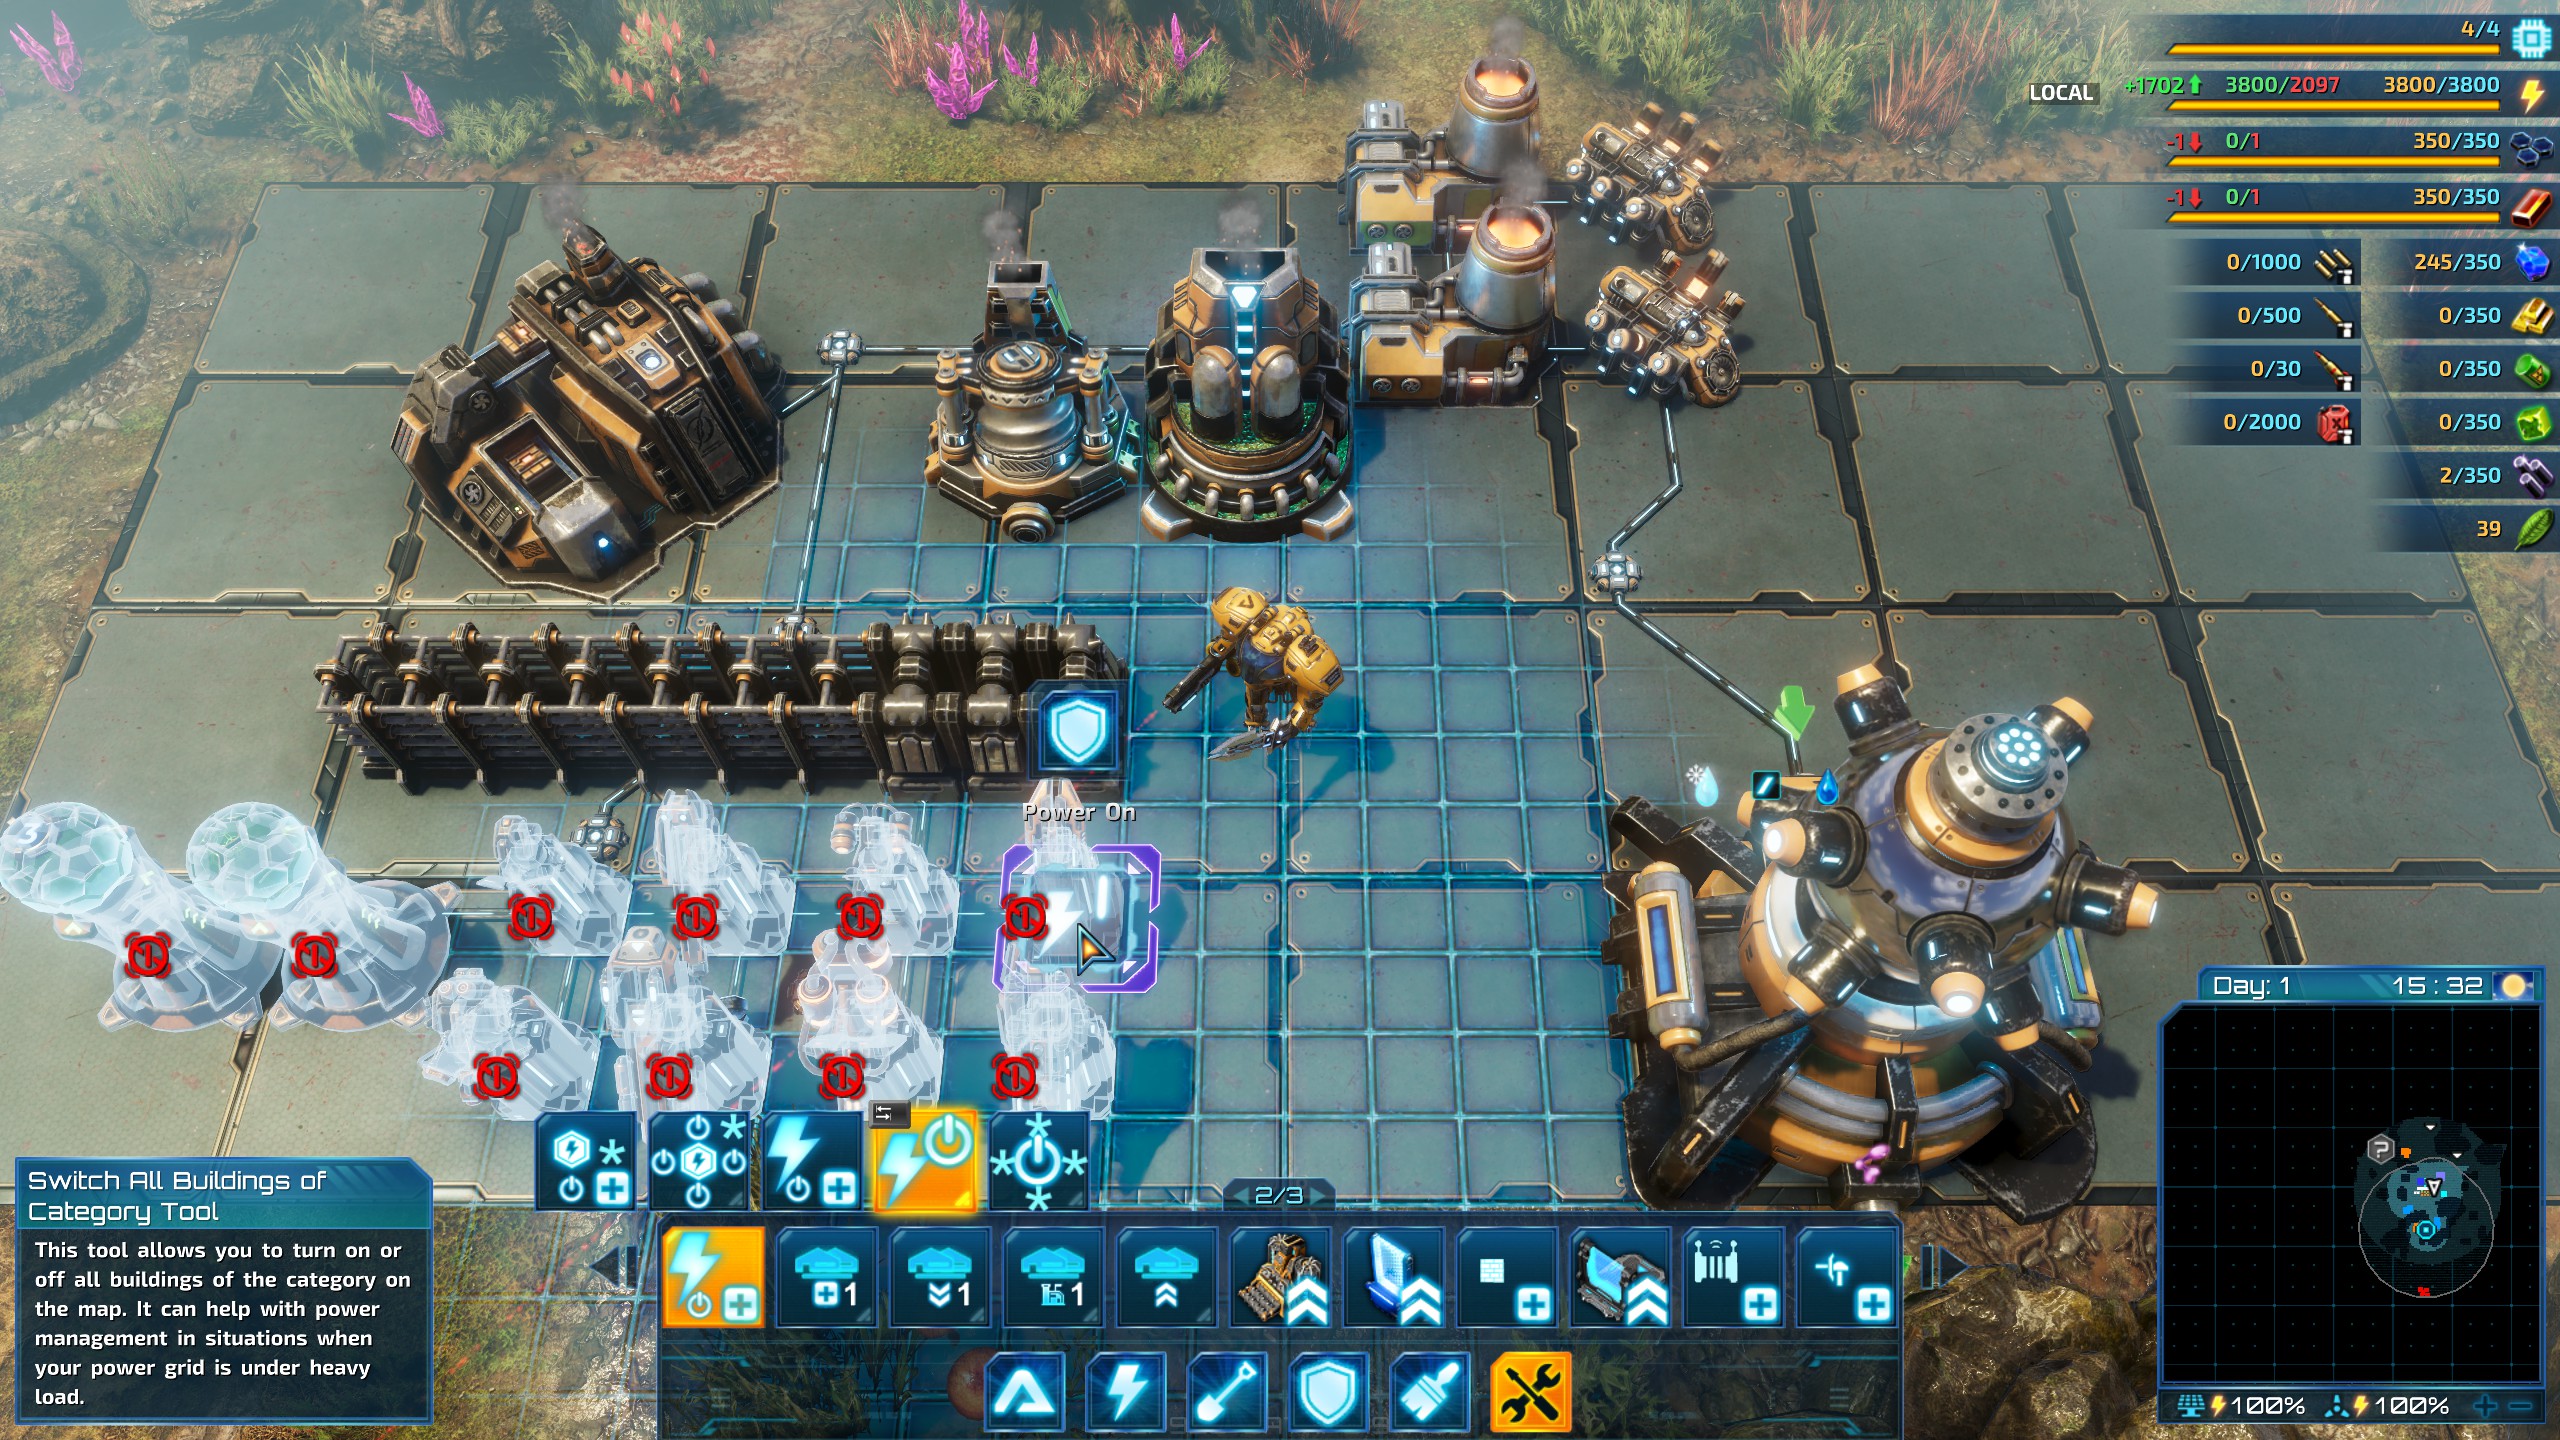 4/4
LOCAL
+1702 3800/2097 3800/3800
-1 0/1 350/350
-1 0/1 350/350
0/1000 245/350
0/500 0/350
0/30 0/350
0/2000 0/350
2/350
39
Power On
Day: 1 15:32
Switch All Buildings of
Category Tool
This tool allows you to turn on or
off all buildings of the category on
the map. It can help with power
management in situations when
your power grid is under heavy
load.
2/3
1
1
1
?
100% 100%